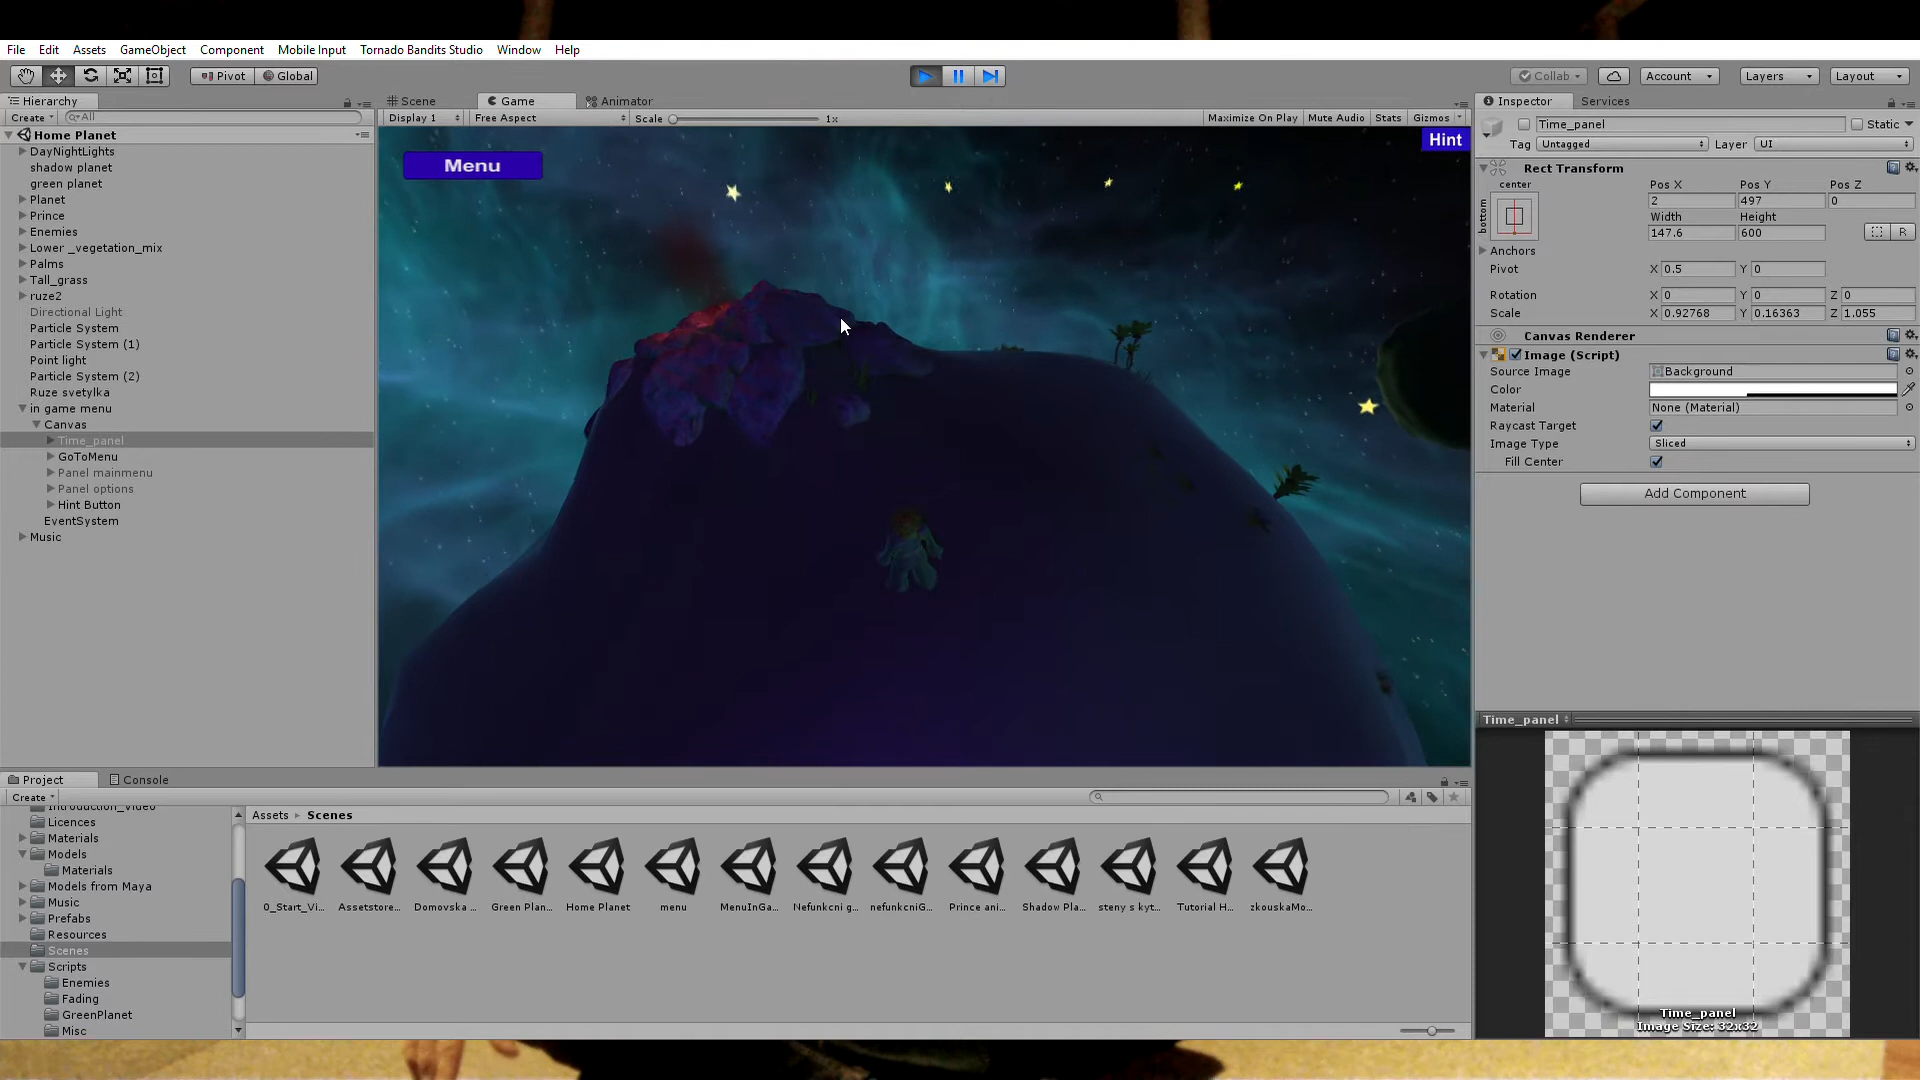 File Edit Assets GameObject Component Mobile Input Tornado Bandits Studio Window Help
Pivot Global Collab Account Layers Layout
Hierarchy
Create All
Home Planet
DayNightLights
shadow planet
green planet
Planet
Prince
Enemies
Lower _vegetation_mix
Palms
Tall_grass
ruze2
Directional Light
Particle System
Particle System (1)
Point light
Particle System (2)
Ruze svetylka
in game menu
Canvas
Time_panel
GoToMenu
Panel mainmenu
Panel options
Hint Button
EventSystem
Music
Scene Game Animator
Display 1 Free Aspect Scale 1x Maximize On Play Mute Audio Stats Gizmos
Menu
Hint
Inspector Services
Time_panel Static
Tag Untagged Layer UI
Rect Transform
center
bottom
Pos X Pos Y Pos Z
2 497 0
Width Height
147.6 600 R
Anchors
Pivot X 0.5 Y 0
Rotation X 0 Y 0 Z 0
Scale X 0.92768 Y 0.16363 Z 1.055
Canvas Renderer
Image (Script)
Source Image Background
Color
Material None (Material)
Raycast Target
Image Type Sliced
Fill Center
Add Component
Time_panel
Time_panel
Image Size: 32x32
Project Console
Create
Introduction_Video
Licences
Materials
Models
Materials
Models from Maya
Music
Prefabs
Resources
Scenes
Scripts
Enemies
Fading
GreenPlanet
Misc
Assets Scenes
0_Start_Vi... Assetstore... Domovska ... Green Plan... Home Planet menu MenuInGa... Nefunkcni g... nefunkcniG... Prince ani... Shadow Pla... steny s kyt... Tutorial H... zkouskaMo...